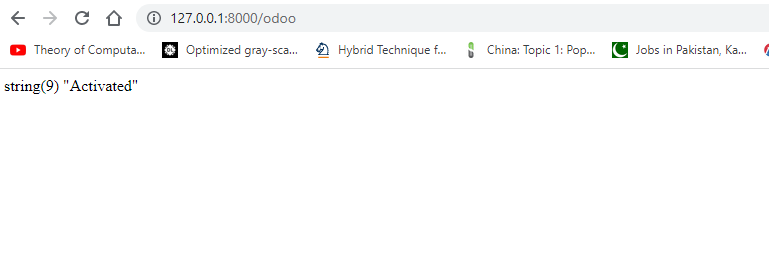 127.0.0.1:8000/odoo
Theory of Computa... Optimized gray-sca... Hybrid Technique f... China: Topic 1: Pop... Jobs in Pakistan, Ka...
string(9) "Activated"